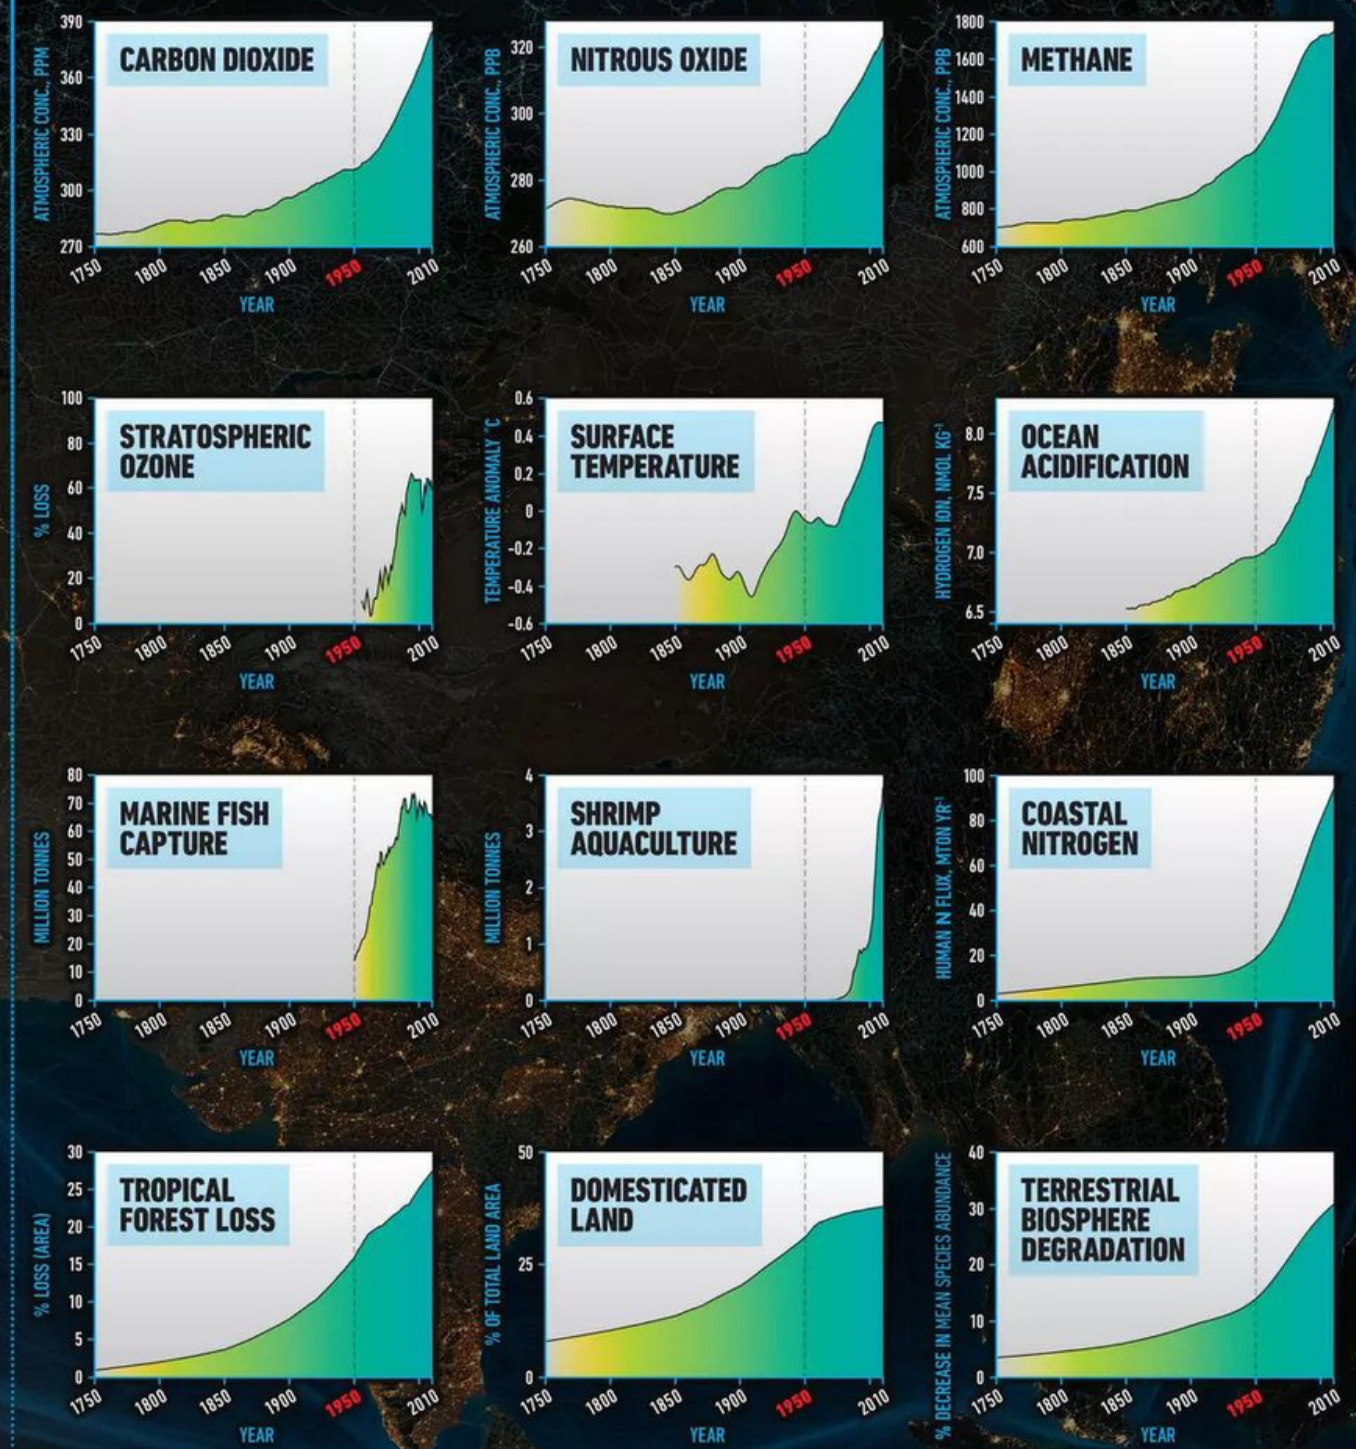 CARBON DIOXIDE
ATMOSPHERIC CONC., PPM
390
360
330
300
270
1750 1800 1850 1900 1950 2010
YEAR
NITROUS OXIDE
ATMOSPHERIC CONC., PPB
320
300
280
260
1750 1800 1850 1900 1950 2010
YEAR
METHANE
ATMOSPHERIC CONC., PPB
1800
1600
1400
1200
1000
800
600
1750 1800 1850 1900 1950 2010
YEAR
STRATOSPHERIC
OZONE
% LOSS
100
80
60
40
20
0
1750 1800 1850 1900 1950 2010
YEAR
SURFACE
TEMPERATURE
TEMPERATURE ANOMALY °C
0.6
0.4
0.2
0
-0.2
-0.4
-0.6
1750 1800 1850 1900 1950 2010
YEAR
OCEAN
ACIDIFICATION
HYDROGEN ION, NMOL KG⁻¹
8.0
7.5
7.0
6.5
1750 1800 1850 1900 1950 2010
YEAR
MARINE FISH
CAPTURE
MILLION TONNES
80
70
60
50
40
30
20
10
0
1750 1800 1850 1900 1950 2010
YEAR
SHRIMP
AQUACULTURE
MILLION TONNES
4
3
2
1
0
1750 1800 1850 1900 1950 2010
YEAR
COASTAL
NITROGEN
HUMAN N FLUX, MTON YR⁻¹
100
80
60
40
20
0
1750 1800 1850 1900 1950 2010
YEAR
TROPICAL
FOREST LOSS
% LOSS (AREA)
30
25
20
15
10
5
0
1750 1800 1850 1900 1950 2010
YEAR
DOMESTICATED
LAND
% OF TOTAL LAND AREA
50
25
0
1750 1800 1850 1900 1950 2010
YEAR
TERRESTRIAL
BIOSPHERE
DEGRADATION
% DECREASE IN MEAN SPECIES ABUNDANCE
40
30
20
10
0
1750 1800 1850 1900 1950 2010
YEAR